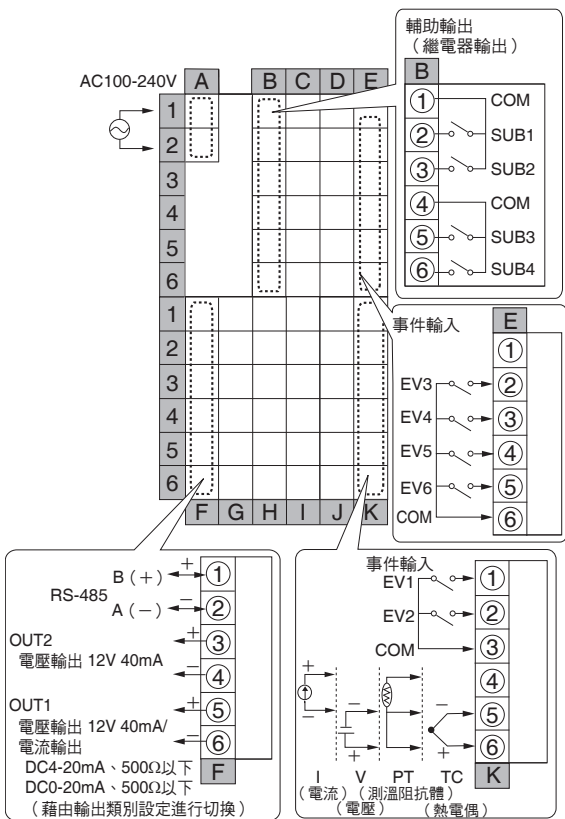 輔助輸出
（繼電器輸出）
B
① COM
② SUB1
③ SUB2
④ COM
⑤ SUB3
⑥ SUB4
AC100-240V A B C D E
1
2
3
4
5
6
1
2
3
4
5
6
F G H I J K
事件輸入 E
①
EV3 ②
EV4 ③
EV5 ④
EV6 ⑤
COM ⑥
B（＋） ＋ ①
RS-485
A（－） － ②
OUT2 ＋ ③
電壓輸出 12V 40mA
－ ④
OUT1 ＋ ⑤
電壓輸出 12V 40mA/
電流輸出 － ⑥
DC4-20mA、500Ω以下 F
DC0-20mA、500Ω以下
（藉由輸出類別設定進行切換）
事件輸入
EV1 ①
EV2 ②
COM ③
④
＋
－ － ⑤
＋ ＋ ⑥
I V PT TC K
（電流）（測溫阻抗體）
（電壓） （熱電偶）